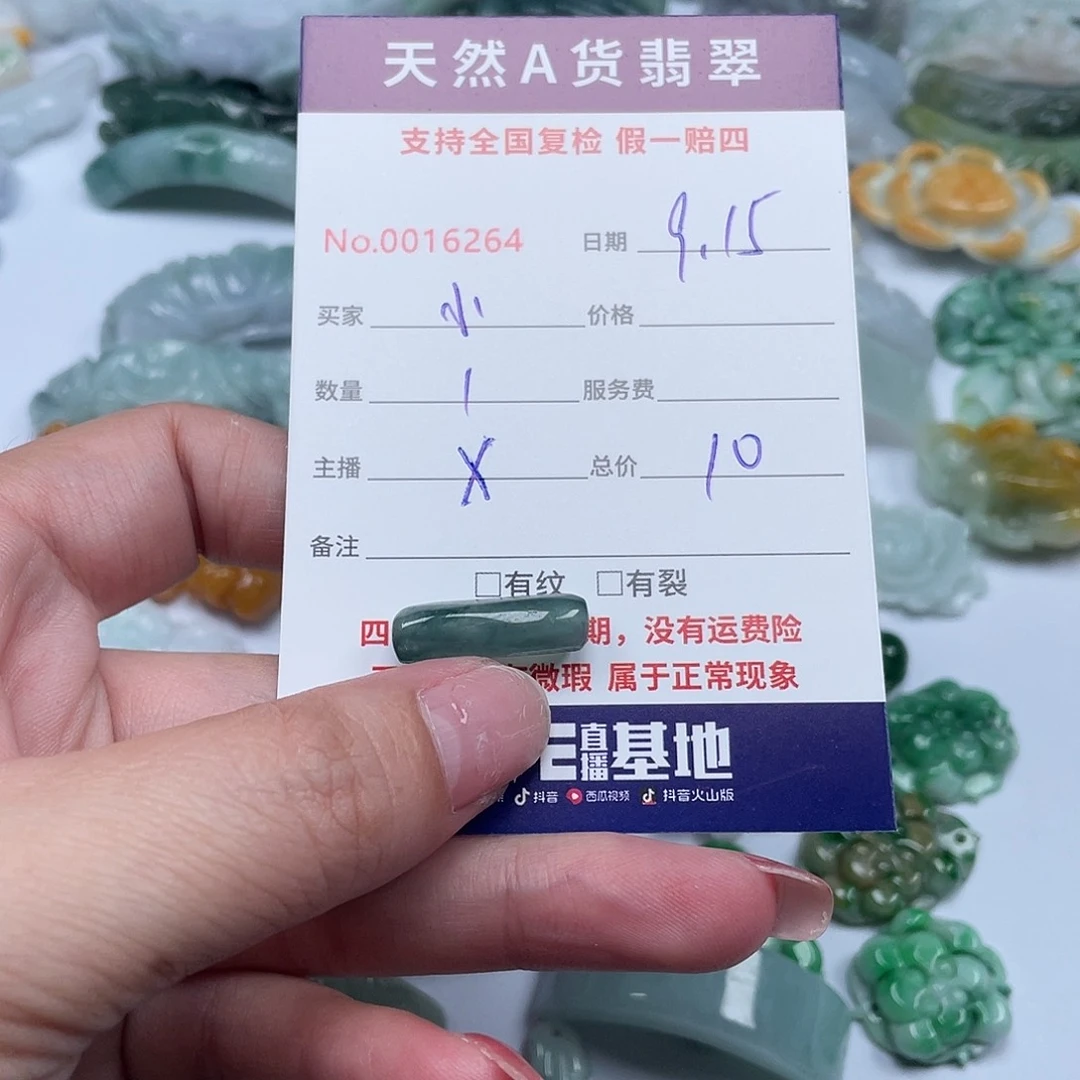 天然A货翡翠
支持全国复检 假一赔四
No.0016264 日期 9.15
买家 小 价格
数量 1 服务费
主播 X 总价 10
备注
□有纹 □有裂
四 期，没有运费险
微瑕 属于正常现象
直播基地
抖音 西瓜视频 抖音火山版